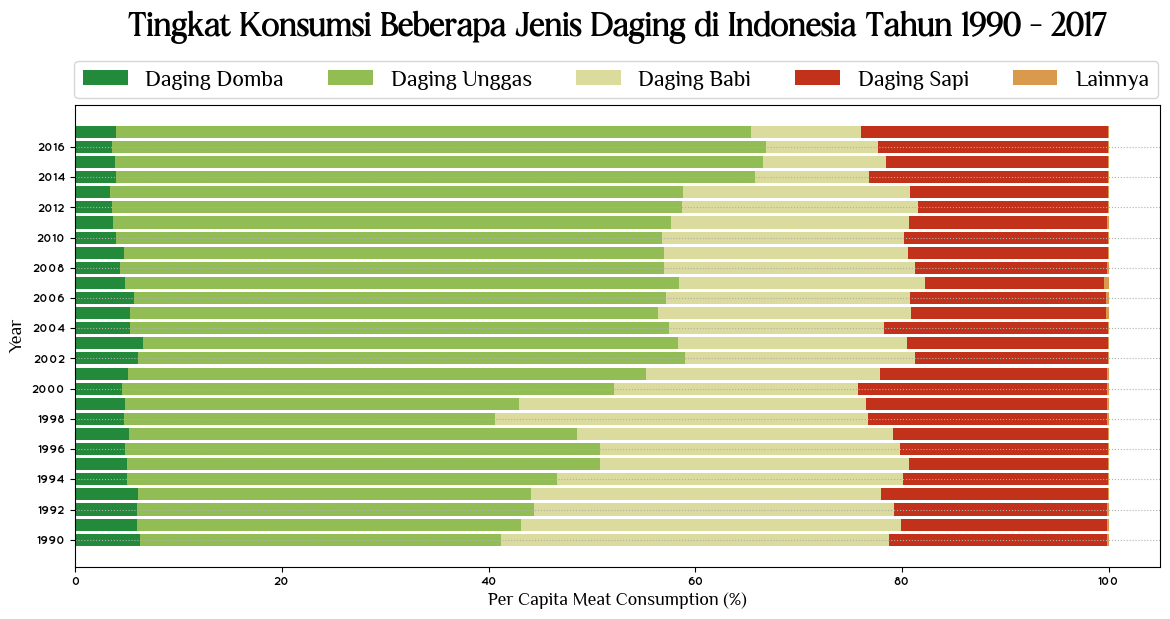 Tingkat Konsumsi Beberapa Jenis Daging di Indonesia Tahun 1990 - 2017
Daging Domba Daging Unggas Daging Babi Daging Sapi Lainnya
2016
2014
2012
2010
2008
2006
2004
2002
2000
1998
1996
1994
1992
1990
Year
0 20 40 60 80 100
Per Capita Meat Consumption (%)